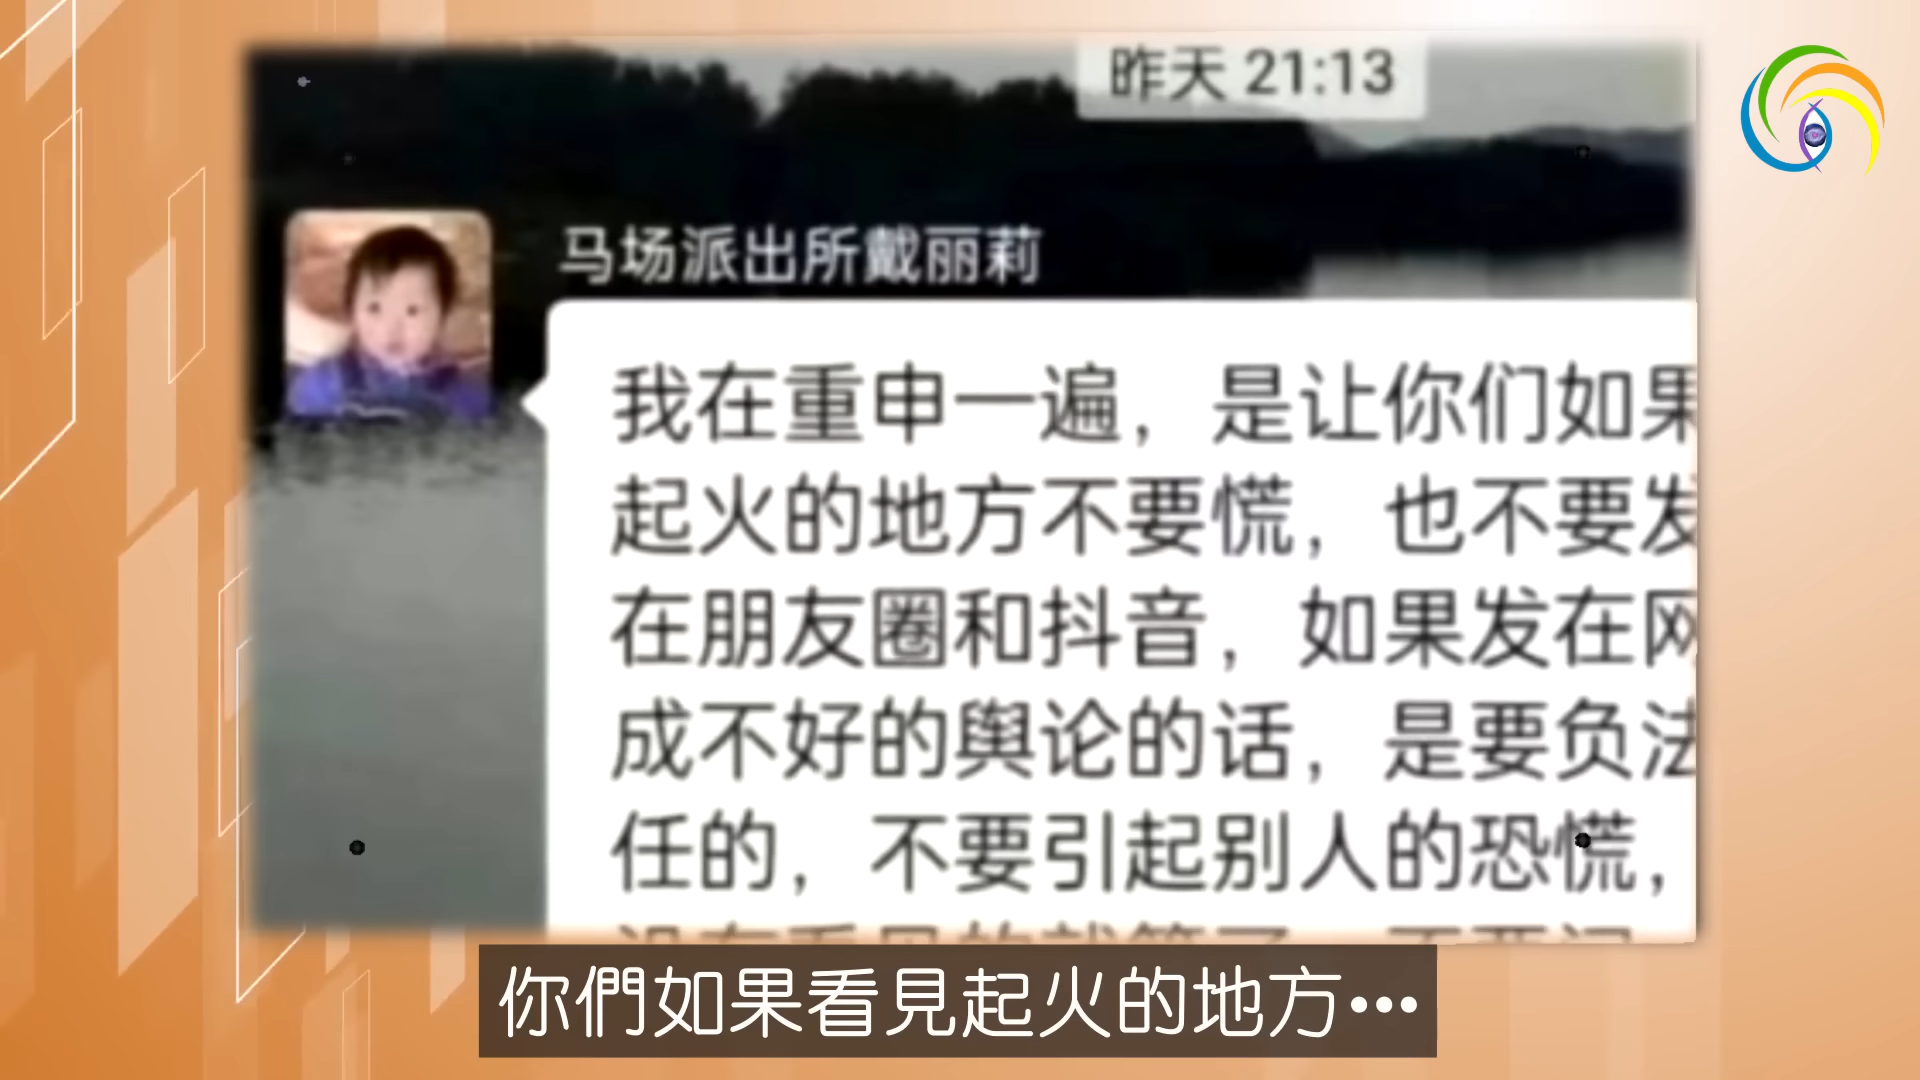 昨天 21:13
马场派出所戴丽莉
我在重申一遍，是让你们如果
起火的地方不要慌，也不要发
在朋友圈和抖音，如果发在网
成不好的舆论的话，是要负法
任的，不要引起别人的恐慌，
你們如果看見起火的地方…